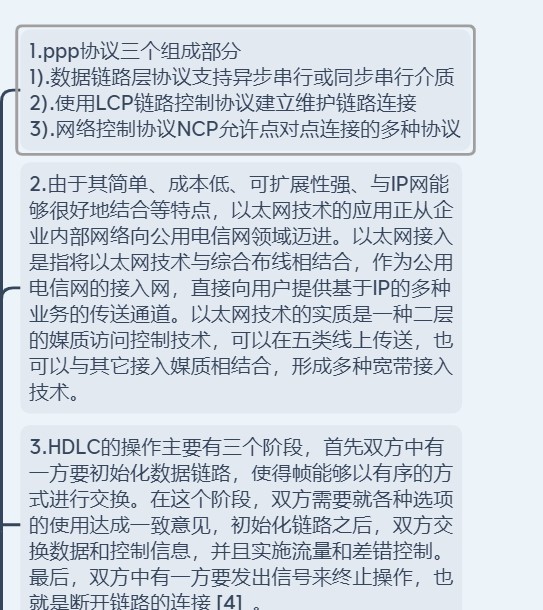 1.ppp协议三个组成部分
1).数据链路层协议支持异步串行或同步串行介质
2).使用LCP链路控制协议建立维护链路连接
3).网络控制协议NCP允许点对点连接的多种协议
2.由于其简单、成本低、可扩展性强、与IP网能
够很好地结合等特点，以太网技术的应用正从企
业内部网络向公用电信网领域迈进。以太网接入
是指将以太网技术与综合布线相结合，作为公用
电信网的接入网，直接向用户提供基于IP的多种
业务的传送通道。以太网技术的实质是一种二层
的媒质访问控制技术，可以在五类线上传送，也
可以与其它接入媒质相结合，形成多种宽带接入
技术。
3.HDLC的操作主要有三个阶段，首先双方中有
一方要初始化数据链路，使得帧能够以有序的方
式进行交换。在这个阶段，双方需要就各种选项
的使用达成一致意见，初始化链路之后，双方交
换数据和控制信息，并且实施流量和差错控制。
最后，双方中有一方要发出信号来终止操作，也
就是断开链路的连接 [4] 。